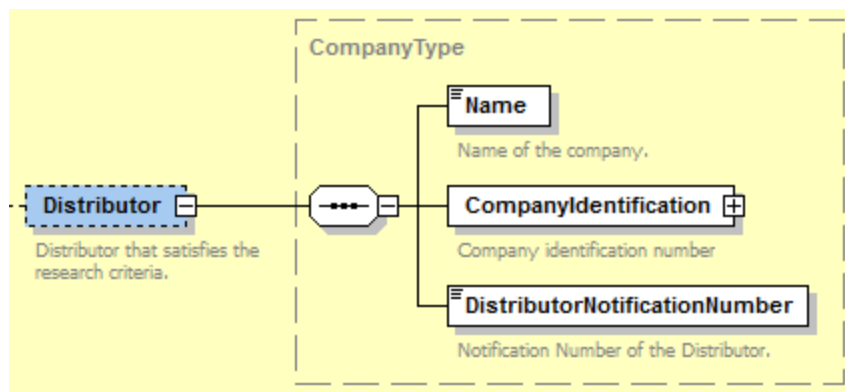 CompanyType
Name
Name of the company.
Distributor
Distributor that satisfies the
research criteria.
CompanyIdentification
Company identification number
DistributorNotificationNumber
Notification Number of the Distributor.